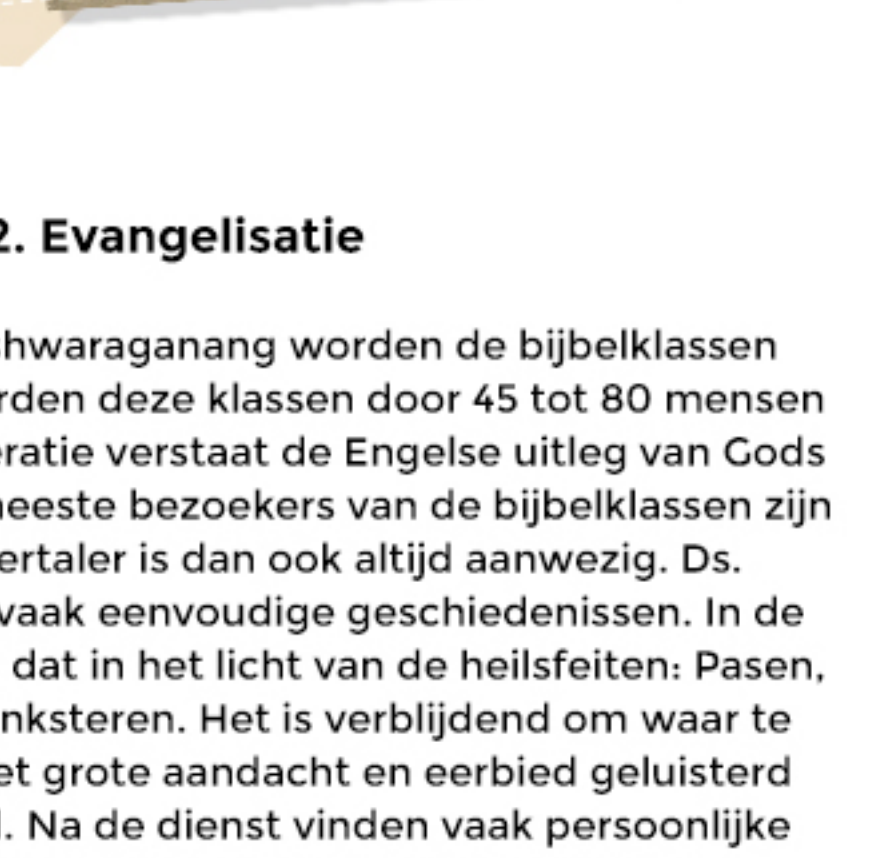 2. Evangelisatie
hwaraganang worden de bijbelklassen
rden deze klassen door 45 tot 80 mensen
ratie verstaat de Engelse uitleg van Gods
eeste bezoekers van de bijbelklassen zijn
ertaler is dan ook altijd aanwezig. Ds.
vaak eenvoudige geschiedenissen. In de
dat in het licht van de heilsfeiten: Pasen,
nksteren. Het is verblijdend om waar te
et grote aandacht en eerbied geluisterd
. Na de dienst vinden vaak persoonlijke